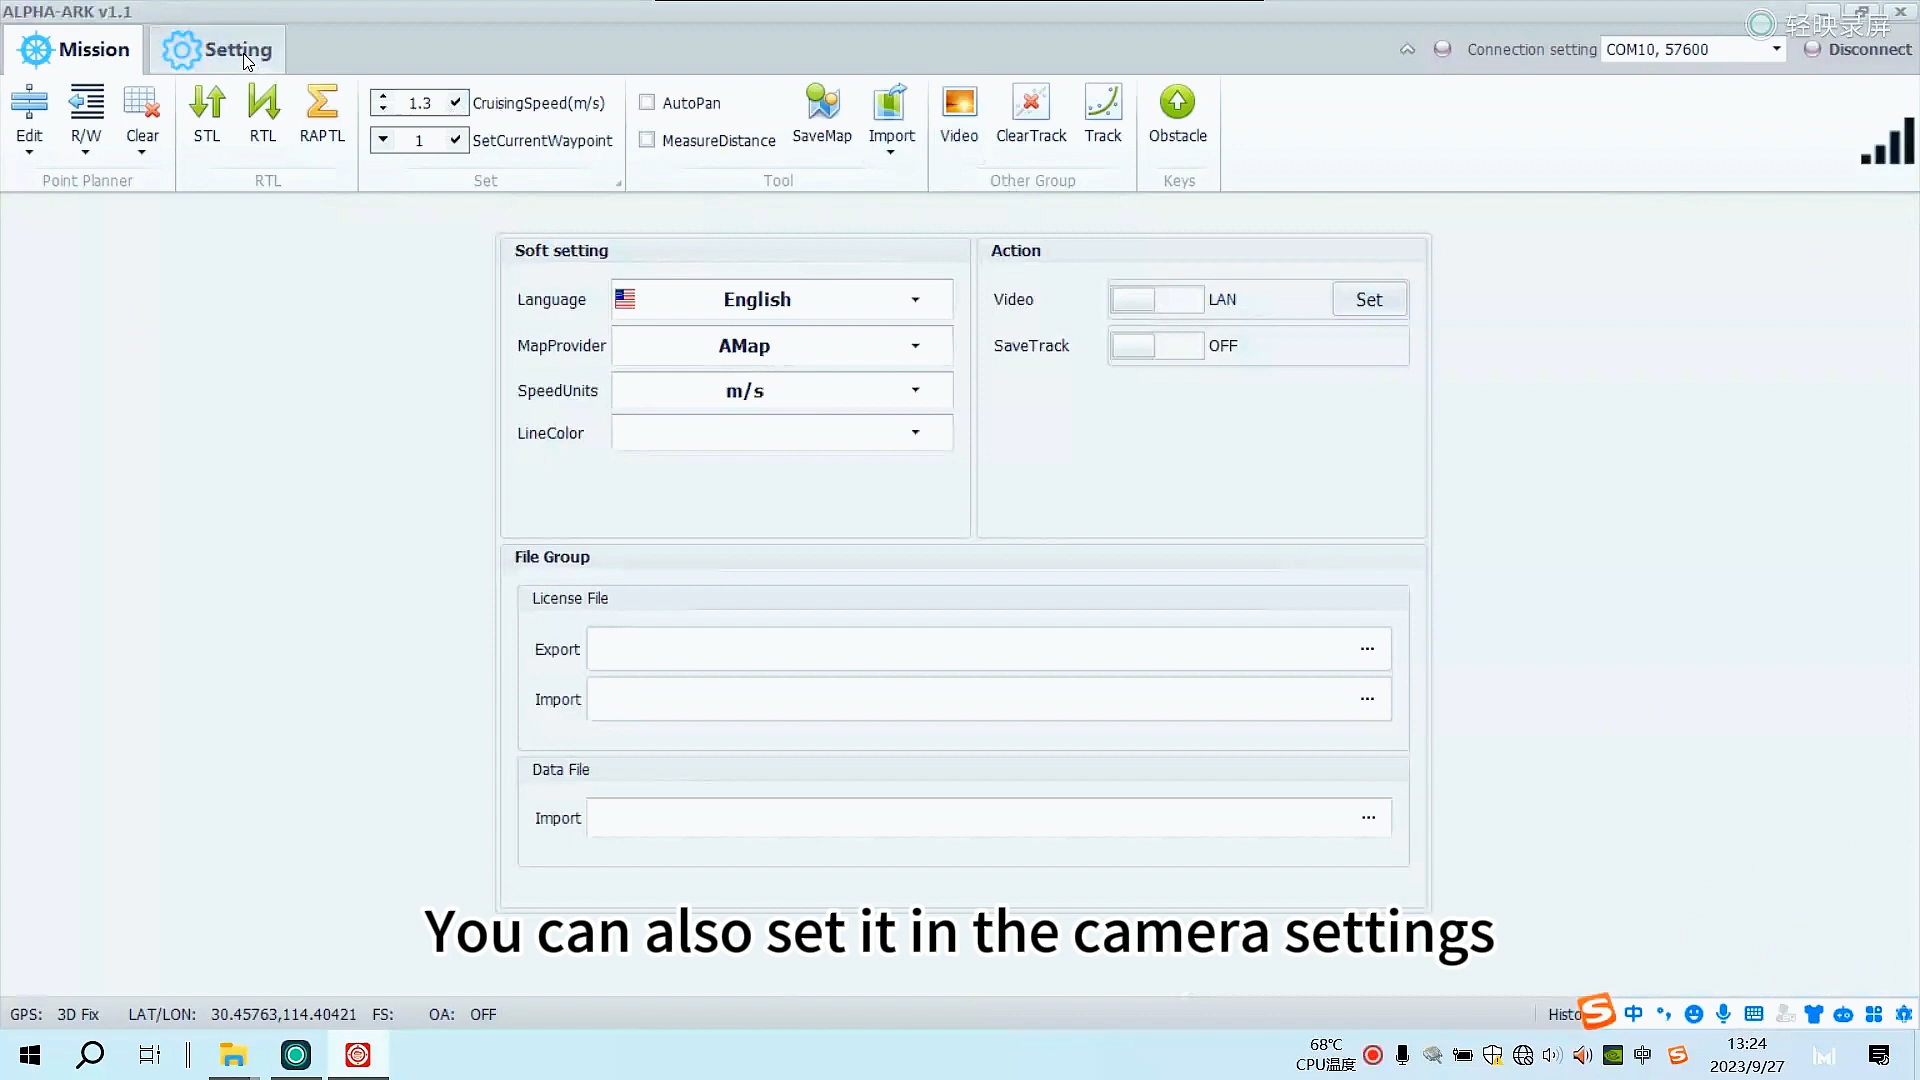 ALPHA-ARK v1.1
轻映录屏
Mission
Setting
Connection setting
COM10, 57600
Disconnect
Edit
R/W
Clear
STL
RTL
RAPTL
1.3
CruisingSpeed(m/s)
1
SetCurrentWaypoint
AutoPan
MeasureDistance
SaveMap
Import
Video
ClearTrack
Track
Obstacle
Point Planner
RTL
Set
Tool
Other Group
Keys
Soft setting
Language
English
MapProvider
AMap
SpeedUnits
m/s
LineColor
Action
Video
LAN
Set
SaveTrack
OFF
File Group
License File
Export
...
Import
...
Data File
Import
...
You can also set it in the camera settings
GPS: 3D Fix LAT/LON: 30.45763,114.40421 FS: OA: OFF
Histo
中
68℃
CPU温度
中
13:24
2023/9/27